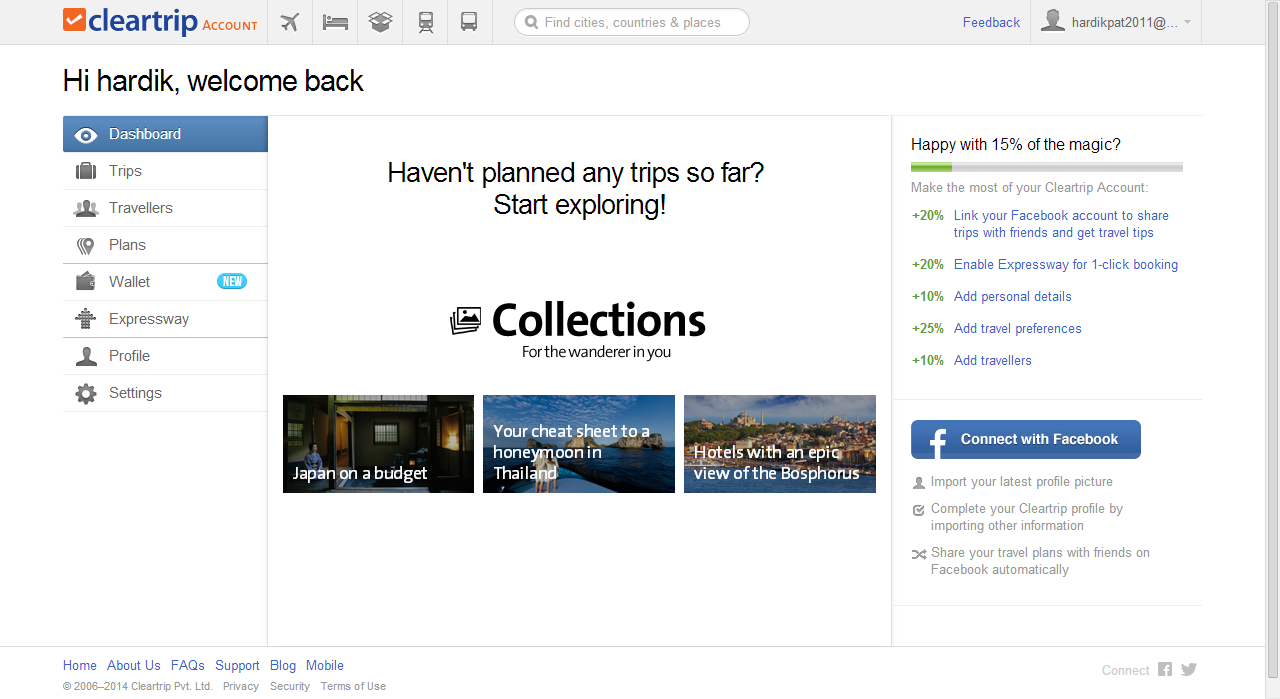 cleartrip ACCOUNT
Find cities, countries & places
Feedback
hardikpat2011@...
Hi hardik, welcome back
Dashboard
Trips
Travellers
Plans
Wallet NEW
Expressway
Profile
Settings
Haven't planned any trips so far?
Start exploring!
Collections
For the wanderer in you
Japan on a budget
Your cheat sheet to a
honeymoon in
Thailand
Hotels with an epic
view of the Bosphorus
Happy with 15% of the magic?
Make the most of your Cleartrip Account:
+20% Link your Facebook account to share
trips with friends and get travel tips
+20% Enable Expressway for 1-click booking
+10% Add personal details
+25% Add travel preferences
+10% Add travellers
f Connect with Facebook
Import your latest profile picture
Complete your Cleartrip profile by
importing other information
Share your travel plans with friends on
Facebook automatically
Home About Us FAQs Support Blog Mobile
© 2006–2014 Cleartrip Pvt. Ltd. Privacy Security Terms of Use
Connect